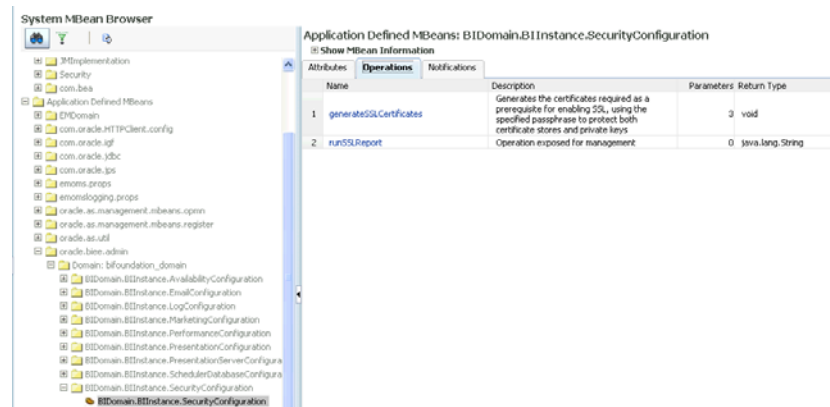 System MBean Browser
JMImplementation
Security
com.bea
Application Defined MBeans
EMDomain
com.oracle.HTTPClient.config
com.oracle.igf
com.oracle.jdbc
com.oracle.jps
emoms.props
emomslogging.props
oracle.as.management.mbeans.opmn
oracle.as.management.mbeans.register
oracle.as.util
oracle.biee.admin
Domain: bifoundation_domain
BIDomain.BIInstance.AvailabilityConfiguration
BIDomain.BIInstance.EmailConfiguration
BIDomain.BIInstance.LogConfiguration
BIDomain.BIInstance.MarketingConfiguration
BIDomain.BIInstance.PerformanceConfiguration
BIDomain.BIInstance.PresentationConfiguration
BIDomain.BIInstance.PresentationServerConfigura
BIDomain.BIInstance.SchedulerDatabaseConfigura
BIDomain.BIInstance.SecurityConfiguration
BIDomain.BIInstance.SecurityConfiguration
Application Defined MBeans: BIDomain.BIInstance.SecurityConfiguration
Show MBean Information
Attributes Operations Notifications
Name Description Parameters Return Type
Generates the certificates required as a
prerequisite for enabling SSL, using the
1 generateSSLCertificates specified passphrase to protect both 3 void
certificate stores and private keys
2 runSSLReport Operation exposed for management 0 java.lang.String